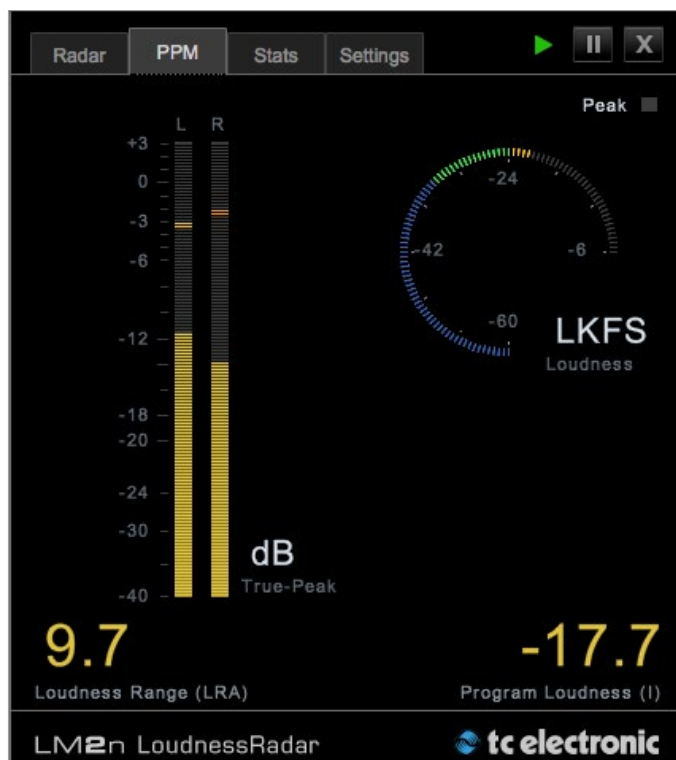 Radar PPM Stats Settings
Peak
L R
+3
0
-3
-6
-12
-18
-20
-24
-30
-40
dB
True-Peak
-24
-42
-6
-60
LKFS
Loudness
9.7
Loudness Range (LRA)
-17.7
Program Loudness (I)
LM2n LoudnessRadar
tc electronic